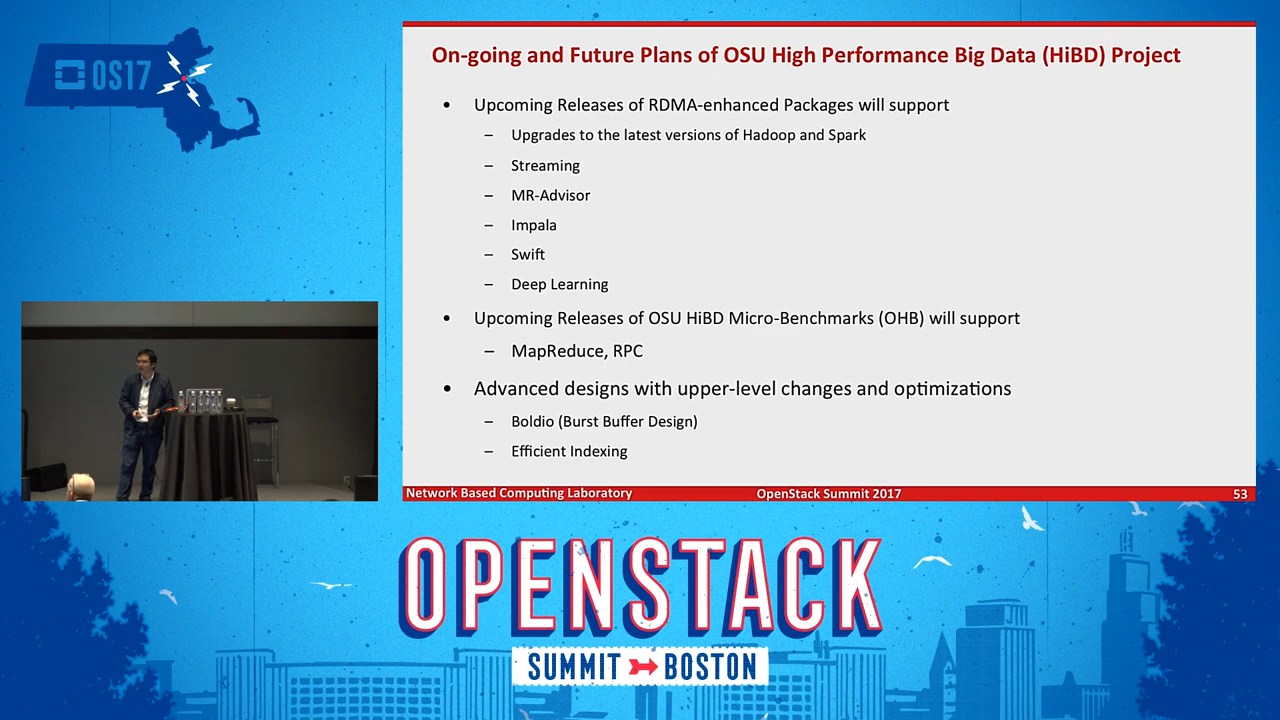 OS17
On-going and Future Plans of OSU High Performance Big Data (HiBD) Project
• Upcoming Releases of RDMA-enhanced Packages will support
– Upgrades to the latest versions of Hadoop and Spark
– Streaming
– MR-Advisor
– Impala
– Swift
– Deep Learning
• Upcoming Releases of OSU HiBD Micro-Benchmarks (OHB) will support
– MapReduce, RPC
• Advanced designs with upper-level changes and optimizations
– Boldio (Burst Buffer Design)
– Efficient Indexing
Network Based Computing Laboratory OpenStack Summit 2017 53
OPENSTACK
SUMMIT BOSTON